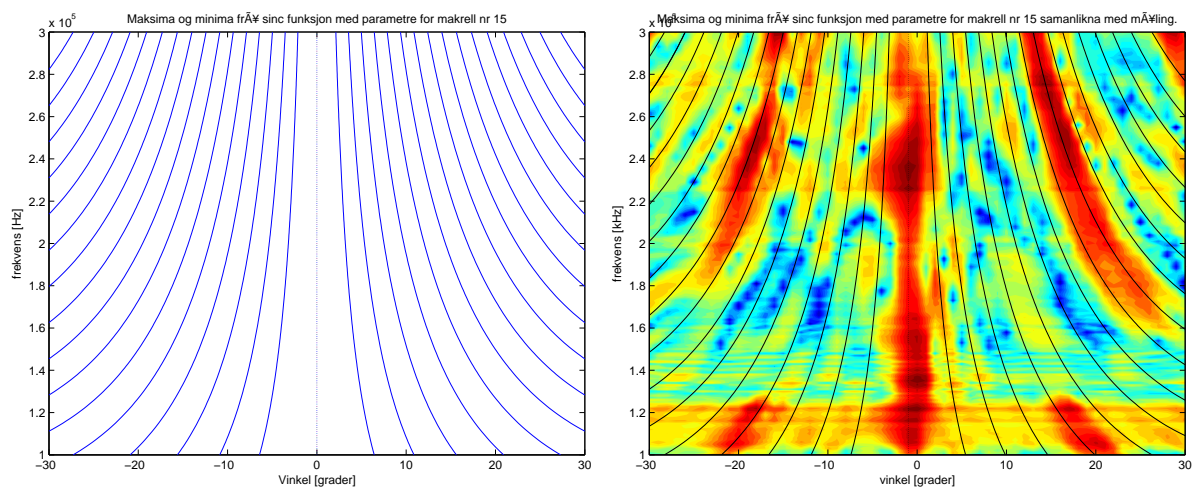 Maksima og minima frÃ¥ sinc funksjon med parametre for makrell nr 15
x 10^5
3
2.8
2.6
2.4
2.2
2
1.8
1.6
1.4
1.2
1
frekvens [Hz]
−30 −20 −10 0 10 20 30
Vinkel [grader]
Maksima og minima frÃ¥ sinc funksjon med parametre for makrell nr 15 samanlikna med mÃ¥ling.
x 10^5
3
2.8
2.6
2.4
2.2
2
1.8
1.6
1.4
1.2
1
frekvens [kHz]
−30 −20 −10 0 10 20 30
vinkel [grader]